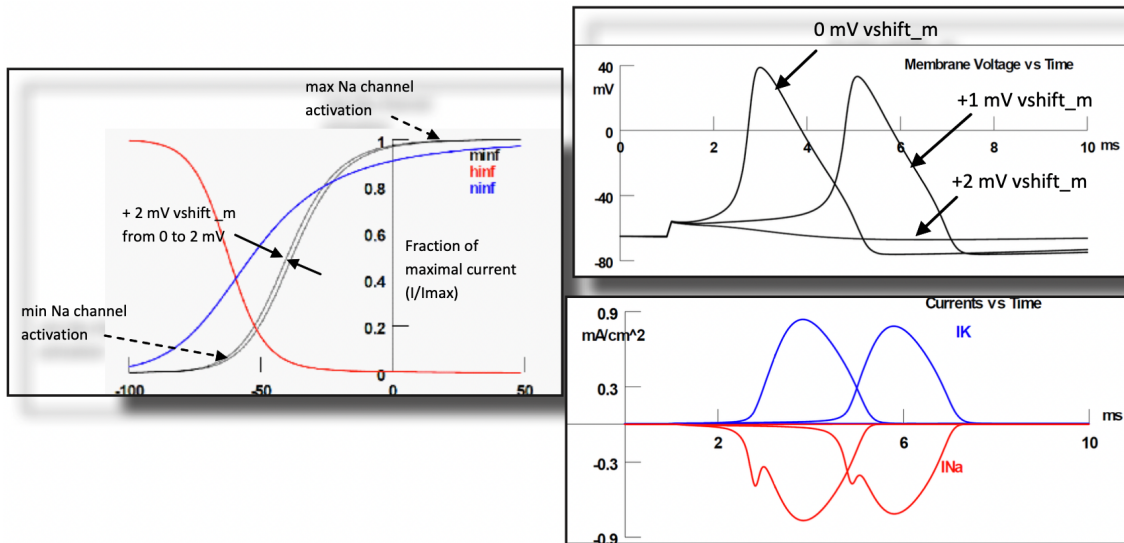 max Na channel
activation
1
minf
hinf
ninf
0.8
+ 2 mV vshift_m
from 0 to 2 mV
0.6
Fraction of
maximal current
(I/Imax)
0.4
min Na channel
activation
0.2
0
-100
-50
0
50
0 mV vshift_m
40
mV
Membrane Voltage vs Time
+1 mV vshift_m
0
0
2
4
6
8
10
ms
-40
+2 mV vshift_m
-80
Currents vs Time
0.9
mA/cm^2
IK
0.3
ms
2
6
10
-0.3
INa
-0.9